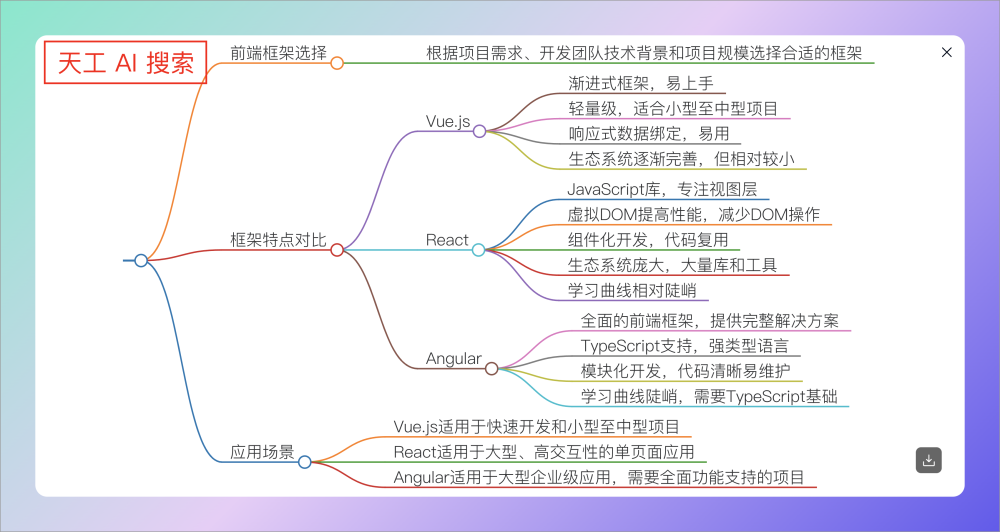 天工 AI 搜索
前端框架选择
根据项目需求、开发团队技术背景和项目规模选择合适的框架
框架特点对比
Vue.js
渐进式框架，易上手
轻量级，适合小型至中型项目
响应式数据绑定，易用
生态系统逐渐完善，但相对较小
React
JavaScript库，专注视图层
虚拟DOM提高性能，减少DOM操作
组件化开发，代码复用
生态系统庞大，大量库和工具
学习曲线相对陡峭
Angular
全面的前端框架，提供完整解决方案
TypeScript支持，强类型语言
模块化开发，代码清晰易维护
学习曲线陡峭，需要TypeScript基础
应用场景
Vue.js适用于快速开发和小型至中型项目
React适用于大型、高交互性的单页面应用
Angular适用于大型企业级应用，需要全面功能支持的项目